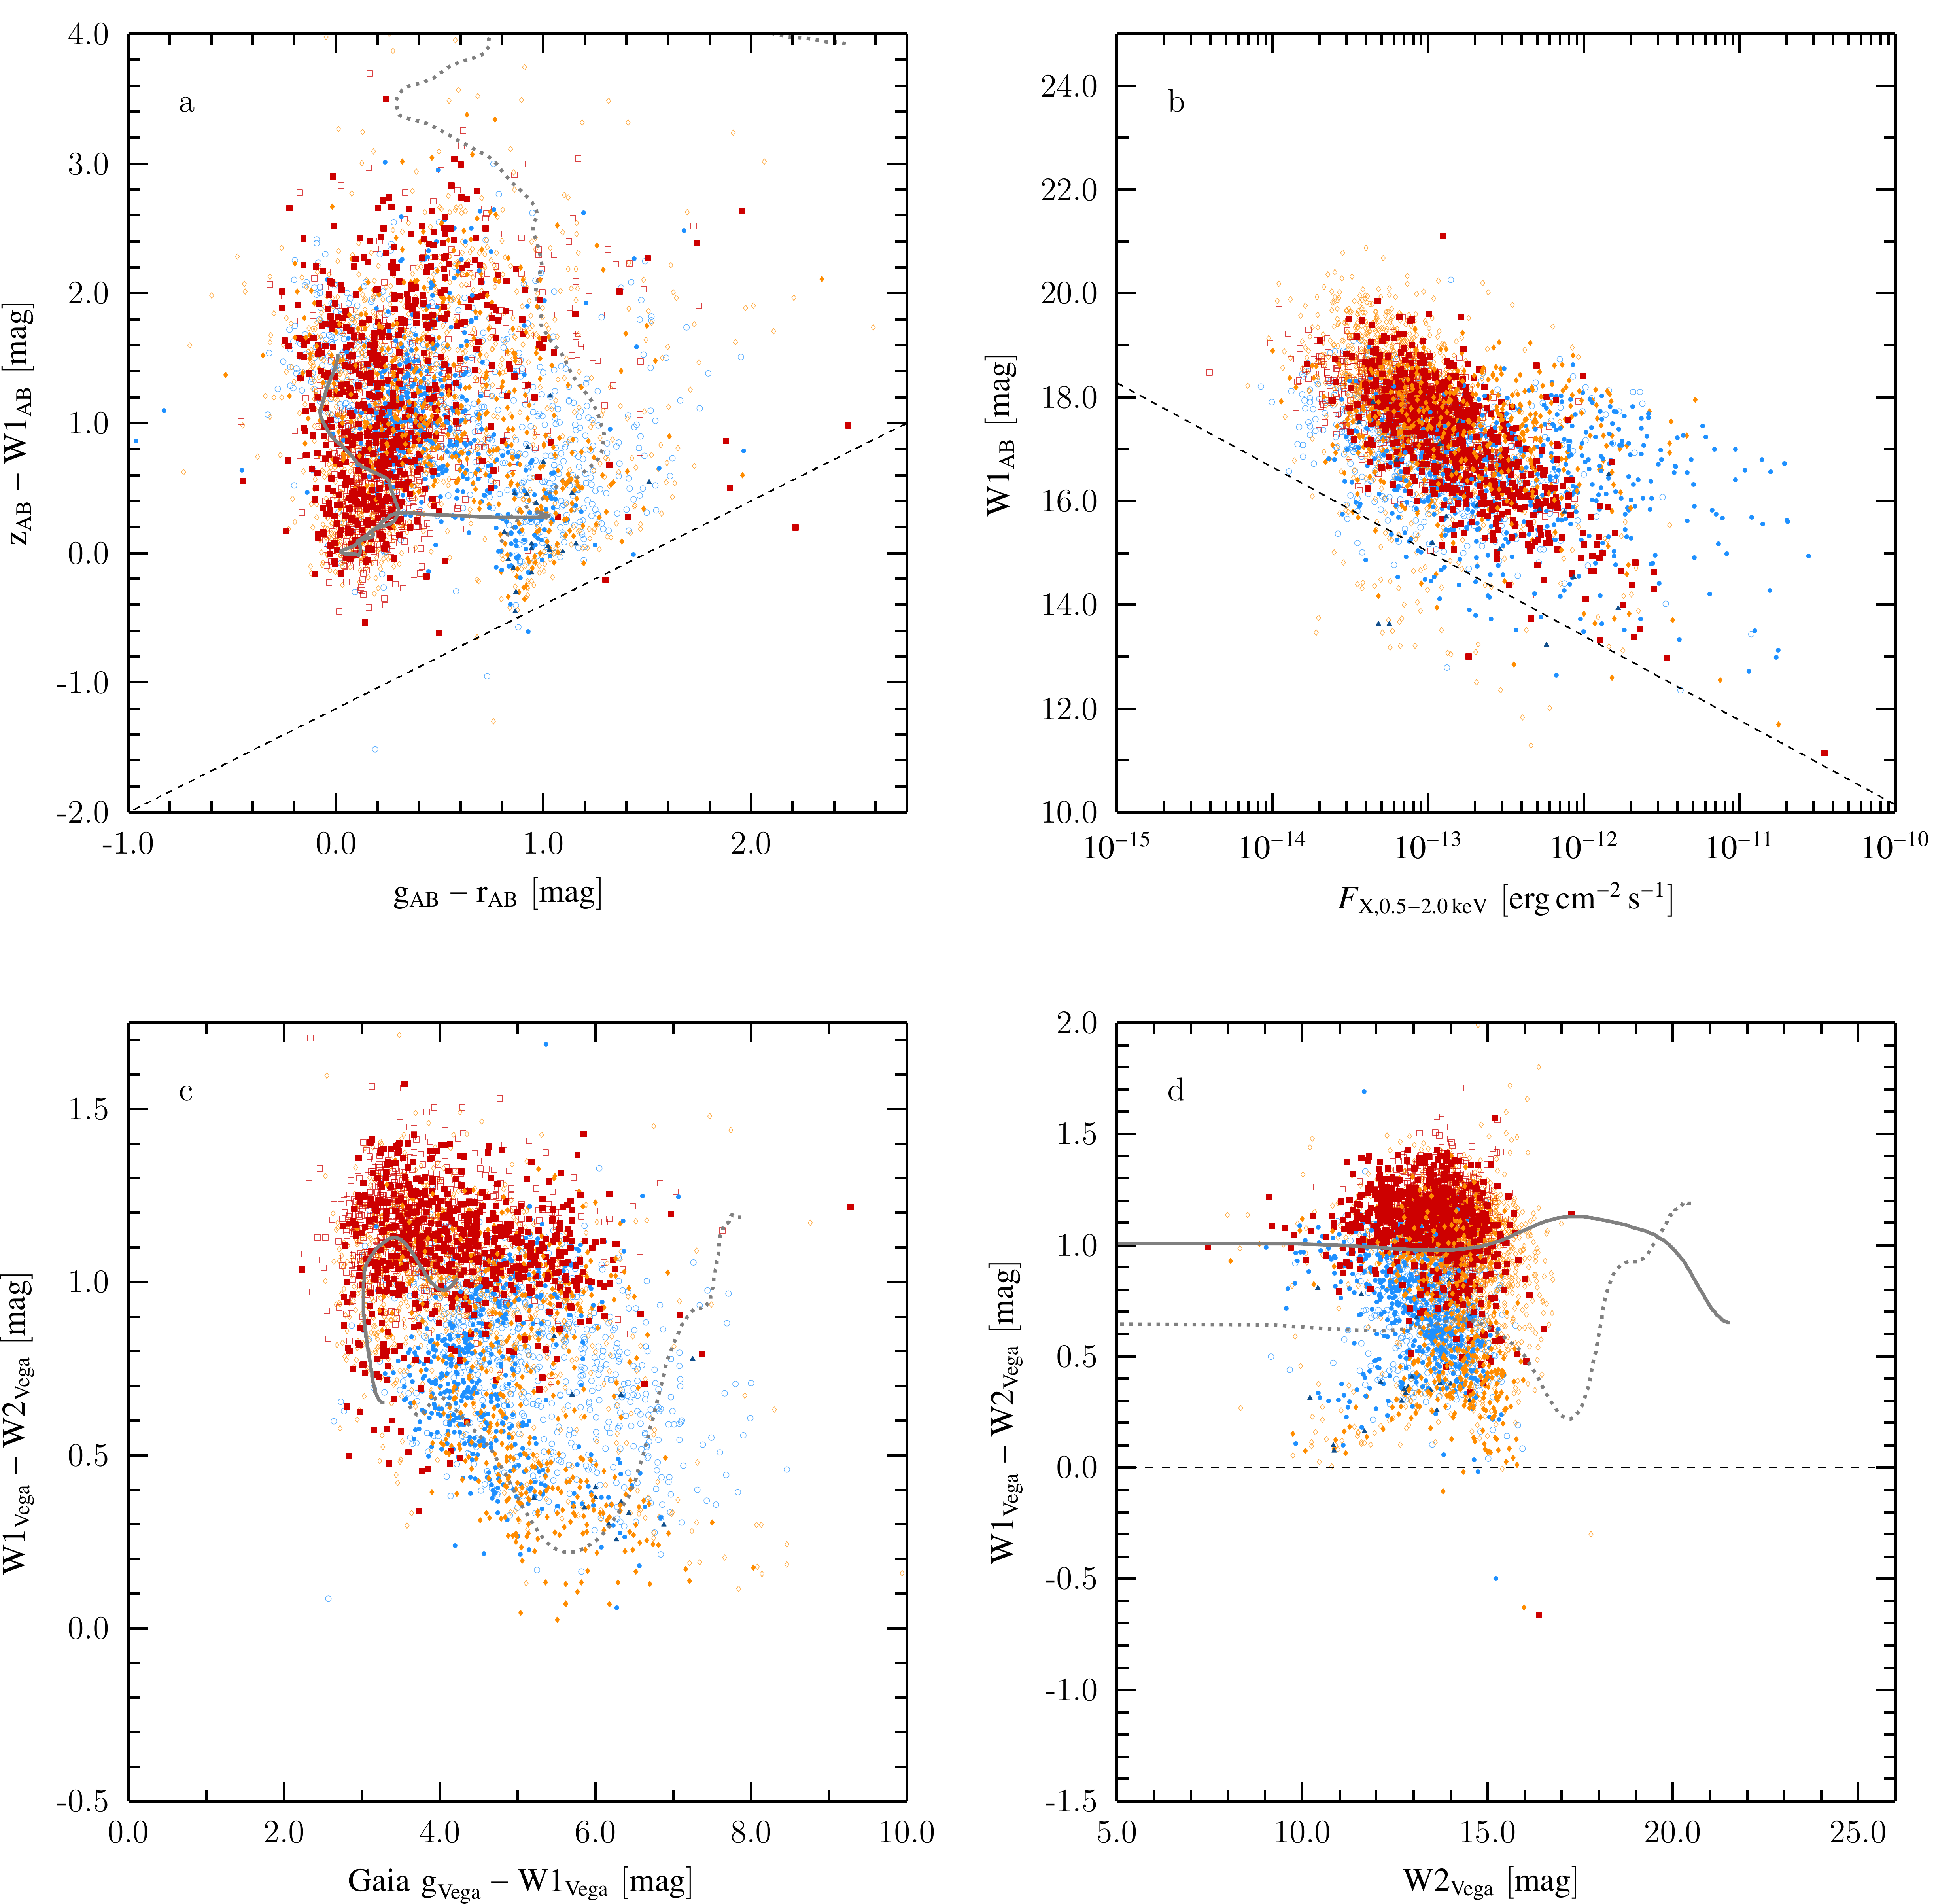 4.0
3.0
2.0
1.0
0.0
-1.0
-2.0
a
z_AB – W1_AB [mag]
-1.0 0.0 1.0 2.0
g_AB – r_AB [mag]
24.0
22.0
20.0
18.0
16.0
14.0
12.0
10.0
b
W1_AB [mag]
10^−15 10^−14 10^−13 10^−12 10^−11 10^−10
F_X,0.5−2.0 keV [erg cm^−2 s^−1]
1.5
1.0
0.5
0.0
-0.5
c
W1_Vega – W2_Vega [mag]
0.0 2.0 4.0 6.0 8.0 10.0
Gaia g_Vega – W1_Vega [mag]
2.0
1.5
1.0
0.5
0.0
-0.5
-1.0
-1.5
d
W1_Vega – W2_Vega [mag]
5.0 10.0 15.0 20.0 25.0
W2_Vega [mag]